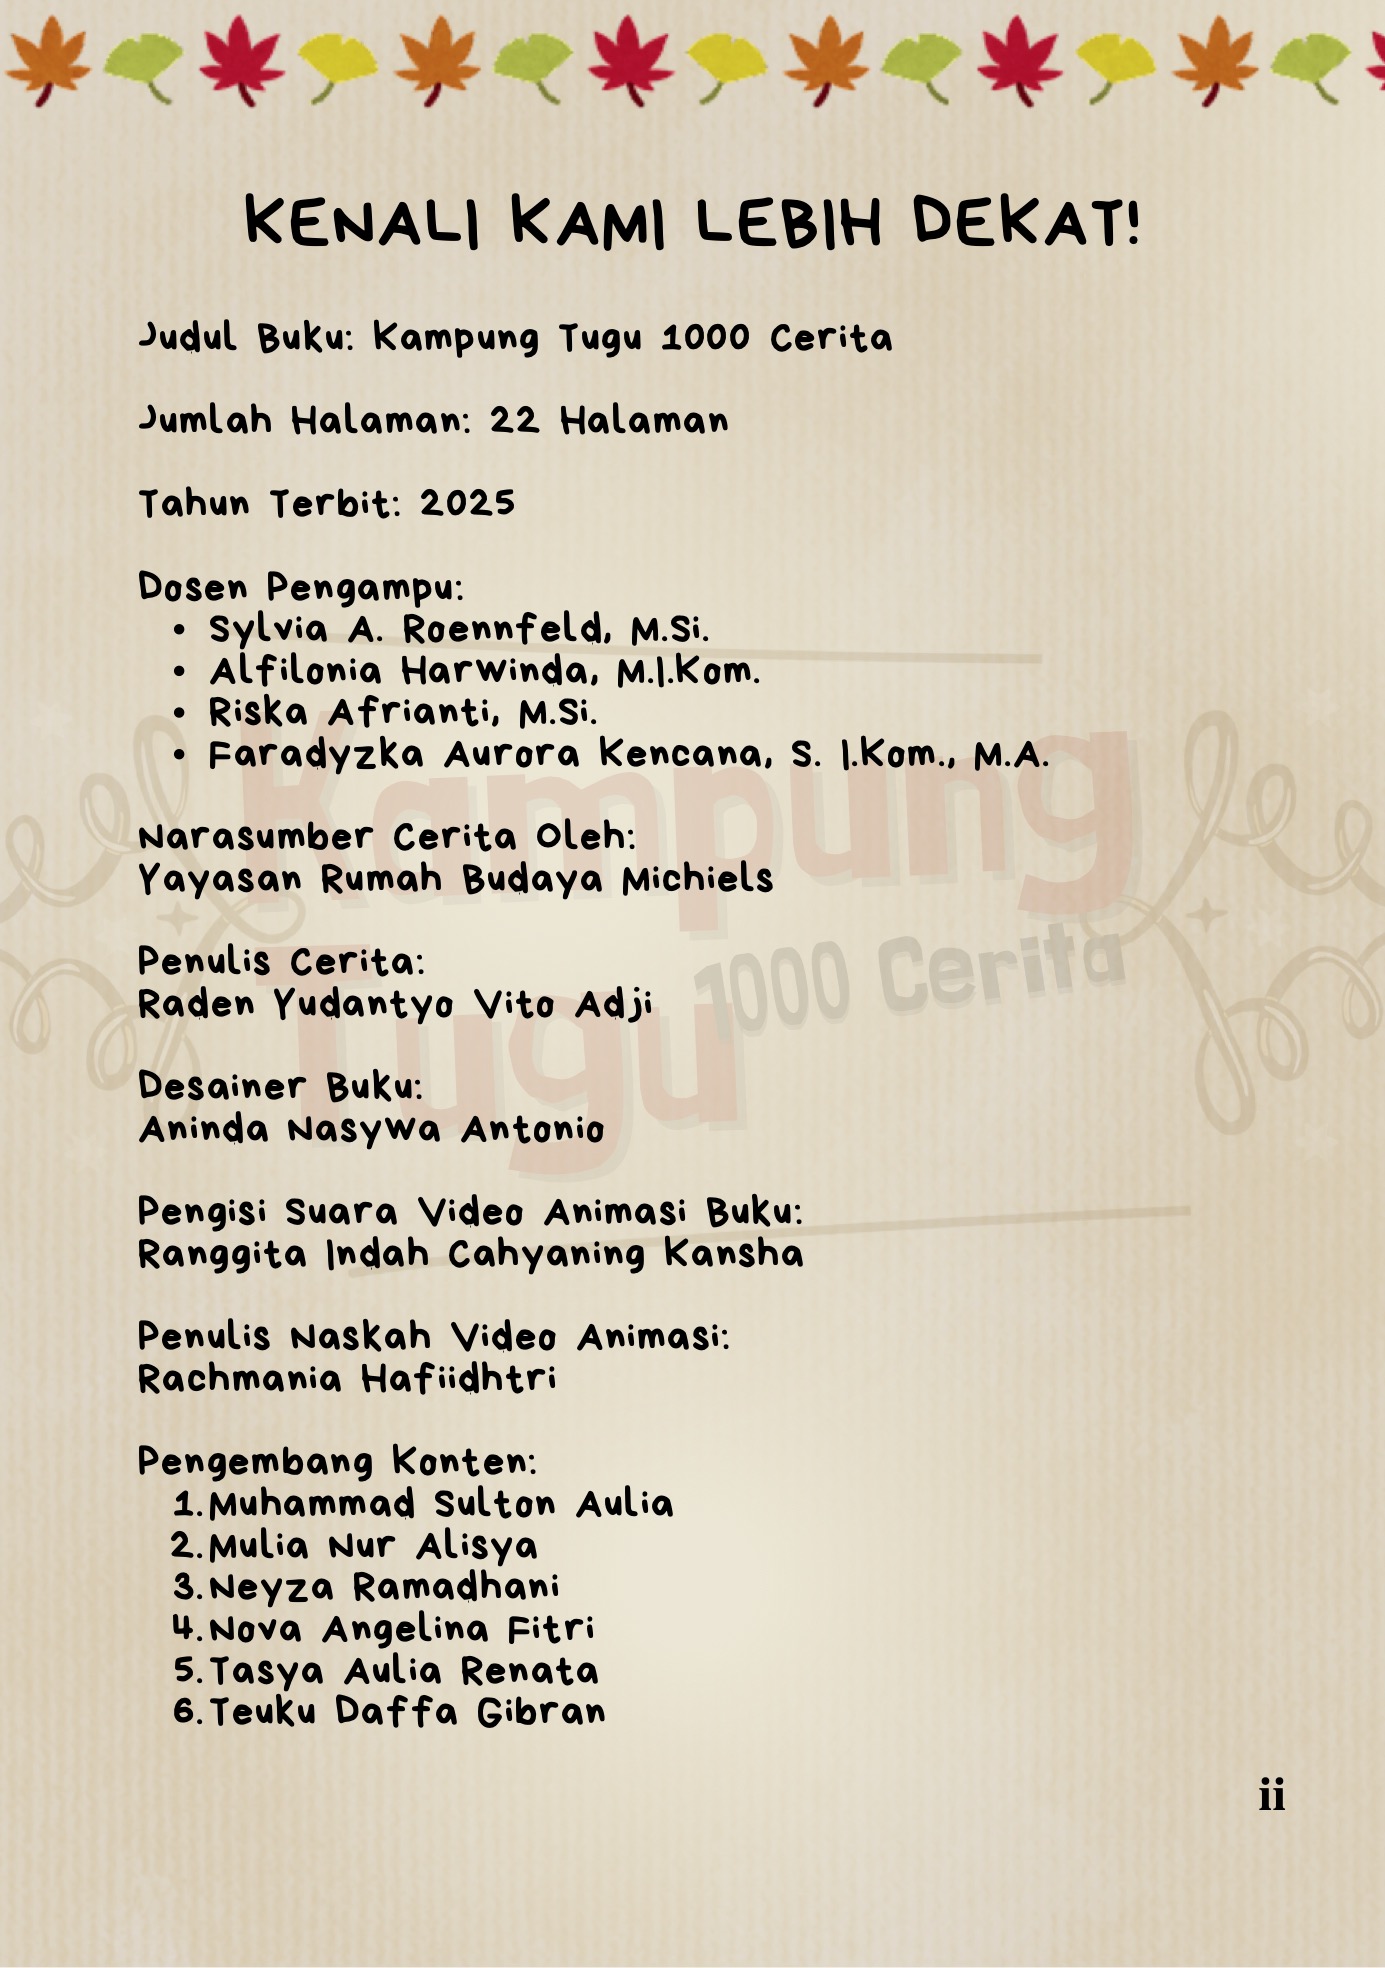 KENALI KAMI LEBIH DEKAT!
Judul Buku: Kampung Tugu 1000 Cerita
Jumlah Halaman: 22 Halaman
Tahun Terbit: 2025
Dosen Pengampu:
• Sylvia A. Roennfeld, M.Si.
• Alfilonia Harwinda, M.I.Kom.
• Riska Afrianti, M.Si.
• Faradyzka Aurora Kencana, S. I.Kom., M.A.
Narasumber Cerita Oleh:
Yayasan Rumah Budaya Michiels
Penulis Cerita:
Raden Yudantyo Vito Adji
Desainer Buku:
Aninda Nasywa Antonio
Pengisi Suara Video Animasi Buku:
Ranggita Indah Cahyaning Kansha
Penulis Naskah Video Animasi:
Rachmania Hafiidhtri
Pengembang Konten:
1. Muhammad Sulton Aulia
2. Mulia Nur Alisya
3. Neyza Ramadhani
4. Nova Angelina Fitri
5. Tasya Aulia Renata
6. Teuku Daffa Gibran
Kampung
Tugu
1000 Cerita
ii